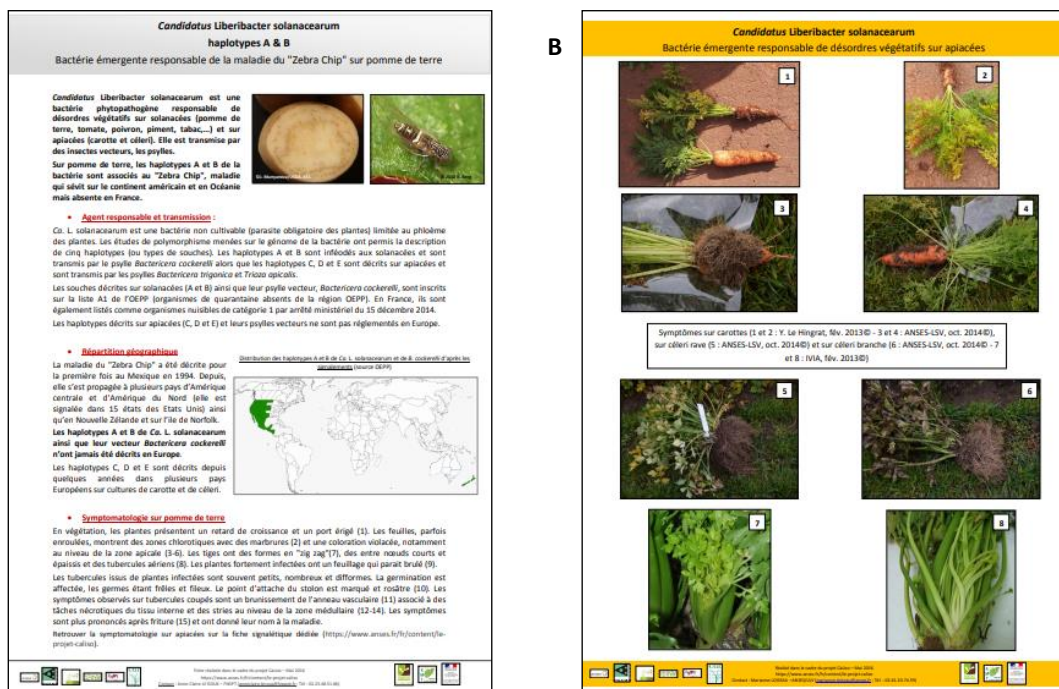 Candidatus Liberibacter solanacearum
haplotypes A & B
Bactérie émergente responsable de la maladie du "Zebra Chip" sur pomme de terre
Candidatus Liberibacter solanacearum est une
bactérie phytopathogène responsable de
désordres végétatifs sur solanacées (pomme de
terre, tomate, poivron, piment, tabac,...) et sur
apiacées (carotte et céleri). Elle est transmise par
des insectes vecteurs, les psylles.
Sur pomme de terre, les haplotypes A et B de la
bactérie sont associés au "Zebra Chip", maladie
qui sévit sur le continent américain et en Océanie
mais absente en France.
• Agent responsable et transmission :
Ca. L. solanacearum est une bactérie non cultivable (parasite obligatoire des plantes) limitée au phloème
des plantes. Les études de polymorphisme menées sur le génome de la bactérie ont permis la description
de cinq haplotypes (ou types de souches). Les haplotypes A et B sont inféodés aux solanacées et sont
transmis par le psylle Bactericera cockerelli alors que les haplotypes C, D et E sont décrits sur apiacées et
sont transmis par les psylles Bactericera trigonica et Trioza apicalis.
Les souches décrites sur solanacées (A et B) ainsi que leur psylle vecteur, Bactericera cockerelli, sont inscrits
sur la liste A1 de l'OEPP (organismes de quarantaine absents de la région OEPP). En France, ils sont
également listés comme organismes nuisibles de catégorie 1 par arrêté ministériel du 15 décembre 2014.
Les haplotypes décrits sur apiacées (C, D et E) et leurs psylles vecteurs ne sont pas réglementés en Europe.
• Répartition géographique
La maladie du "Zebra Chip" a été décrite pour
la première fois au Mexique en 1994. Depuis,
elle s'est propagée à plusieurs pays d'Amérique
centrale et d'Amérique du Nord (elle est
signalée dans 15 états des Etats Unis) ainsi
qu'en Nouvelle Zélande et sur l'île de Norfolk.
Les haplotypes A et B de Ca. L. solanacearum
ainsi que leur vecteur Bactericera cockerelli
n'ont jamais été décrits en Europe.
Les haplotypes C, D et E sont décrits depuis
quelques années dans plusieurs pays
Européens sur cultures de carotte et de céleri.
Distribution des haplotypes A et B de Ca. L. solanacearum et de B. cockerelli d'après les
signalements (source OEPP)
• Symptomatologie sur pomme de terre
En végétation, les plantes présentent un retard de croissance et un port érigé (1). Les feuilles, parfois
enroulées, montrent des zones chlorotiques avec des marbrures (2) et une coloration violacée, notamment
au niveau de la zone apicale (3-6). Les tiges ont des formes en "zig zag"(7), des entre nœuds courts et
épaissis et des tubercules aériens (8). Les plantes fortement infectées ont un feuillage qui parait brulé (9).
Les tubercules issus de plantes infectées sont souvent petits, nombreux et difformes. La germination est
affectée, les germes étant frêles et fileux. Le point d'attache du stolon est marqué et rosâtre (10). Les
symptômes observés sur tubercules coupés sont un brunissement de l'anneau vasculaire (11) associé à des
tâches nécrotiques du tissu interne et des stries au niveau de la zone médullaire (12-14). Les symptômes
sont plus prononcés après friture (15) et ont donné leur nom à la maladie.
Retrouver la symptomatologie sur apiacées sur la fiche signalétique dédiée (https://www.anses.fr/fr/content/le-
projet-caliso).
B
Candidatus Liberibacter solanacearum
Bactérie émergente responsable de désordres végétatifs sur apiacées
1
2
3
4
Symptômes sur carottes (1 et 2 : Y. Le Hingrat, fév. 2013© - 3 et 4 : ANSES-LSV, oct. 2014©),
sur céleri rave (5 : ANSES-LSV, oct. 2014©) et sur céleri branche (6 : ANSES-LSV, oct. 2014© - 7
et 8 : IVIA, fév. 2013©)
5
6
7
8